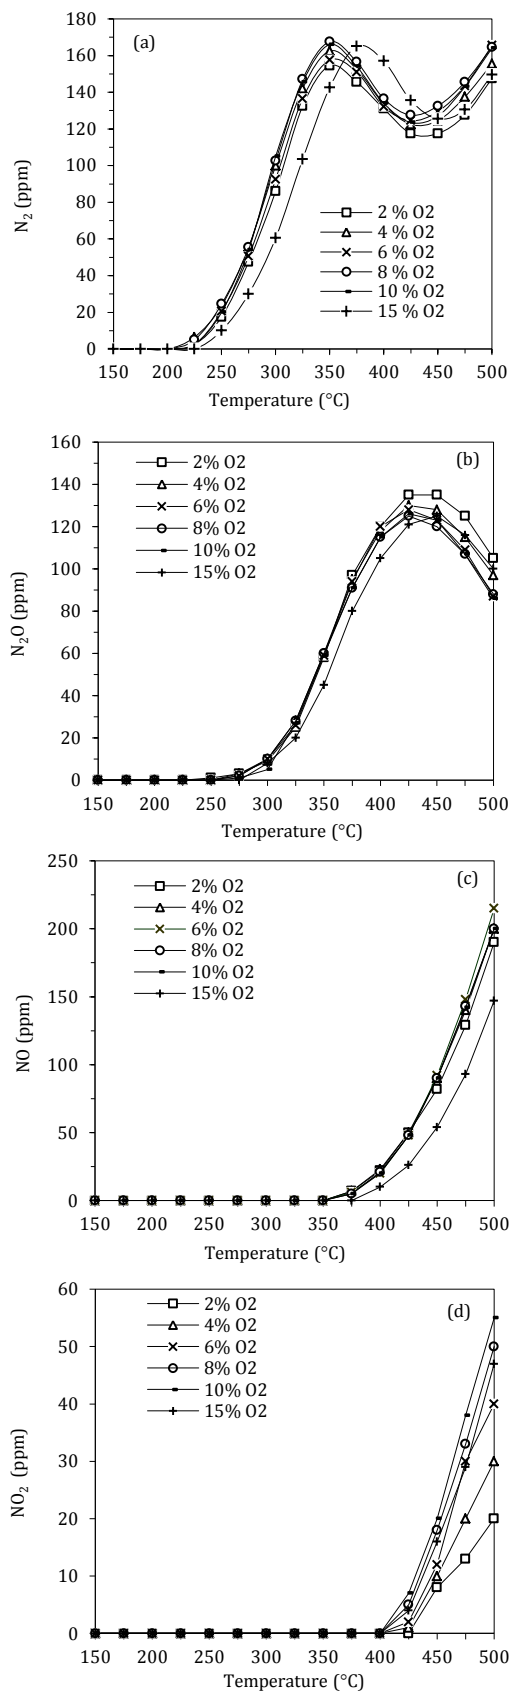 180
160
140
120
100
80
60
40
20
0
N₂ (ppm)
(a)
2 % O2
4 % O2
6 % O2
8 % O2
10 % O2
15 % O2
150 200 250 300 350 400 450 500
Temperature (°C)
160
140
120
100
80
60
40
20
0
N₂O (ppm)
(b)
2% O2
4% O2
6% O2
8% O2
10% O2
15% O2
150 200 250 300 350 400 450 500
Temperature (°C)
250
200
150
100
50
0
NO (ppm)
(c)
2% O2
4% O2
6% O2
8% O2
10% O2
15% O2
150 200 250 300 350 400 450 500
Temperature (°C)
60
50
40
30
20
10
0
NO₂ (ppm)
(d)
2% O2
4% O2
6% O2
8% O2
10% O2
15% O2
150 200 250 300 350 400 450 500
Temperature (°C)